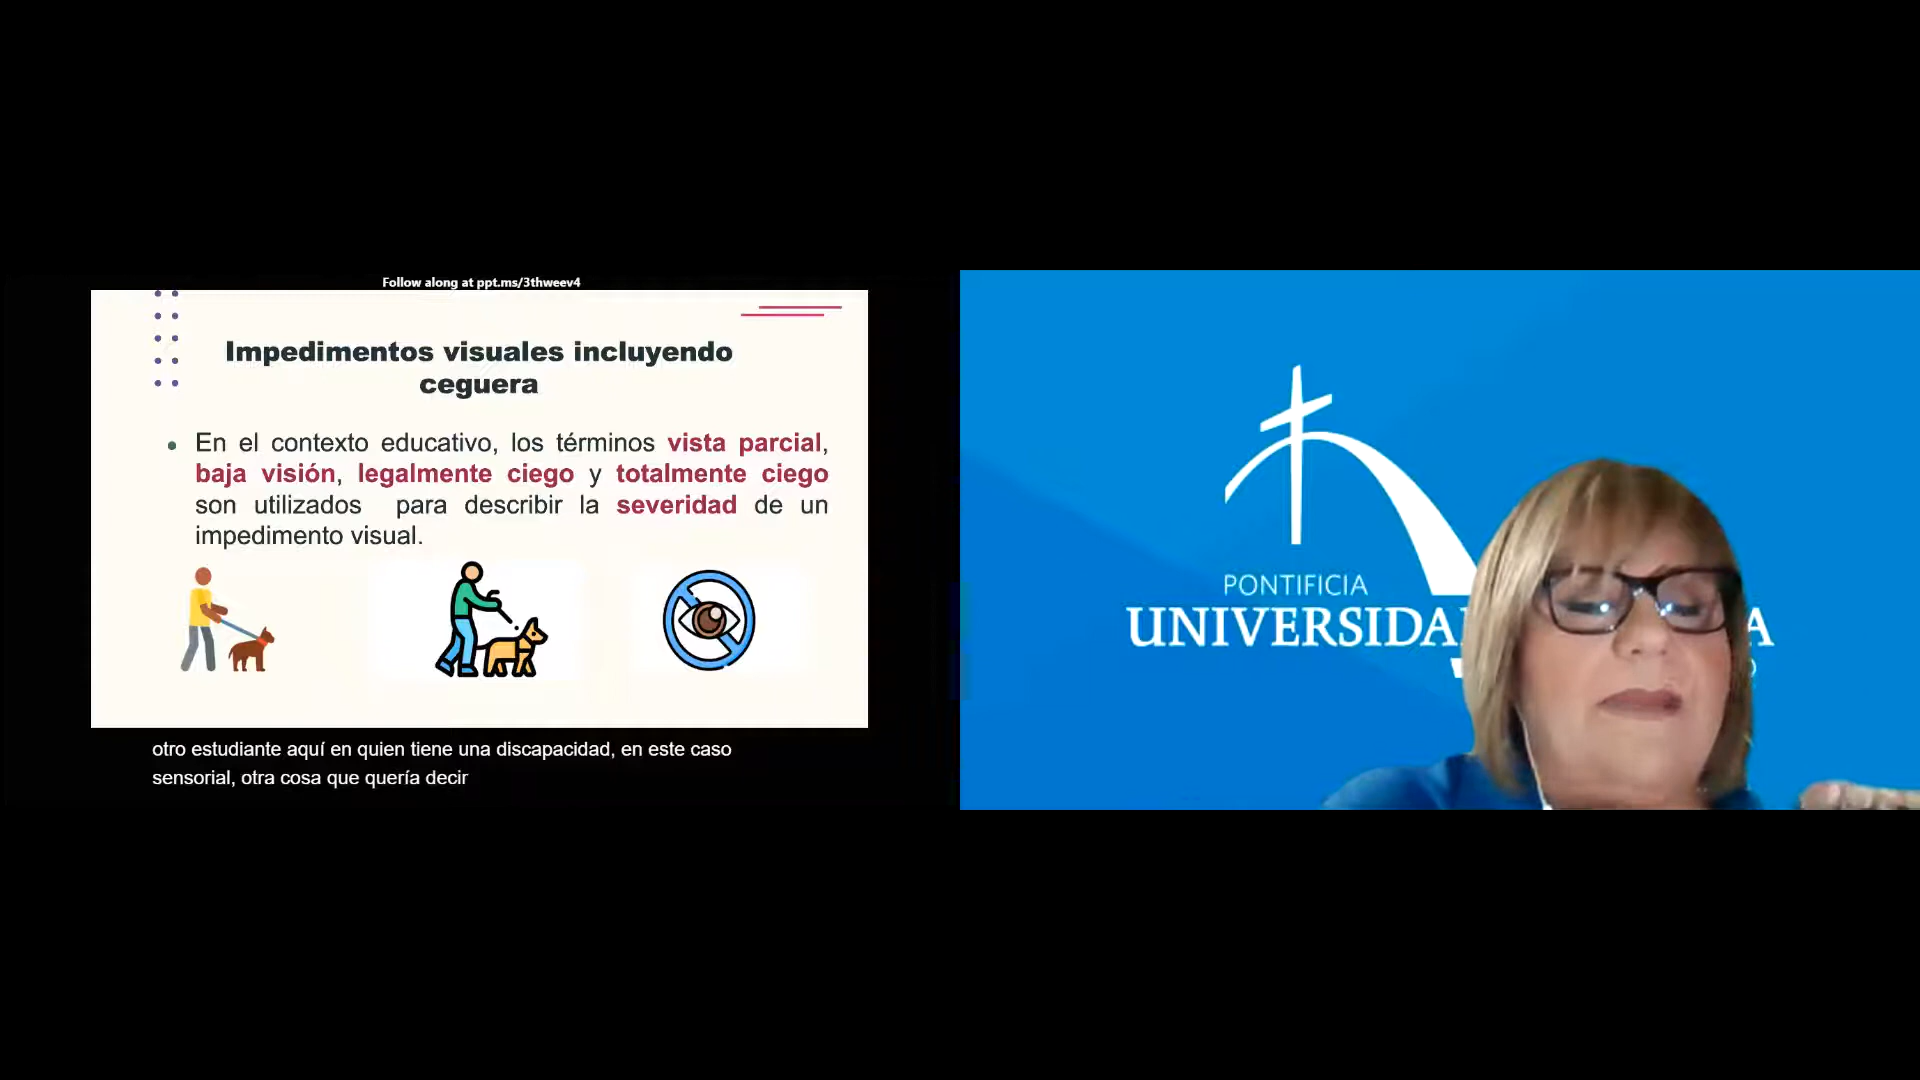 Follow along at ppt.ms/3thweev4
Impedimentos visuales incluyendo
ceguera
• En el contexto educativo, los términos vista parcial,
baja visión, legalmente ciego y totalmente ciego
son utilizados para describir la severidad de un
impedimento visual.
otro estudiante aquí en quien tiene una discapacidad, en este caso
sensorial, otra cosa que quería decir
PONTIFICIA
UNIVERSIDA A